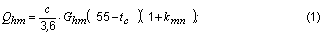 Q_hm = c/3,6 · G_hm( 55−t_c )( 1+k_mn ); (1)